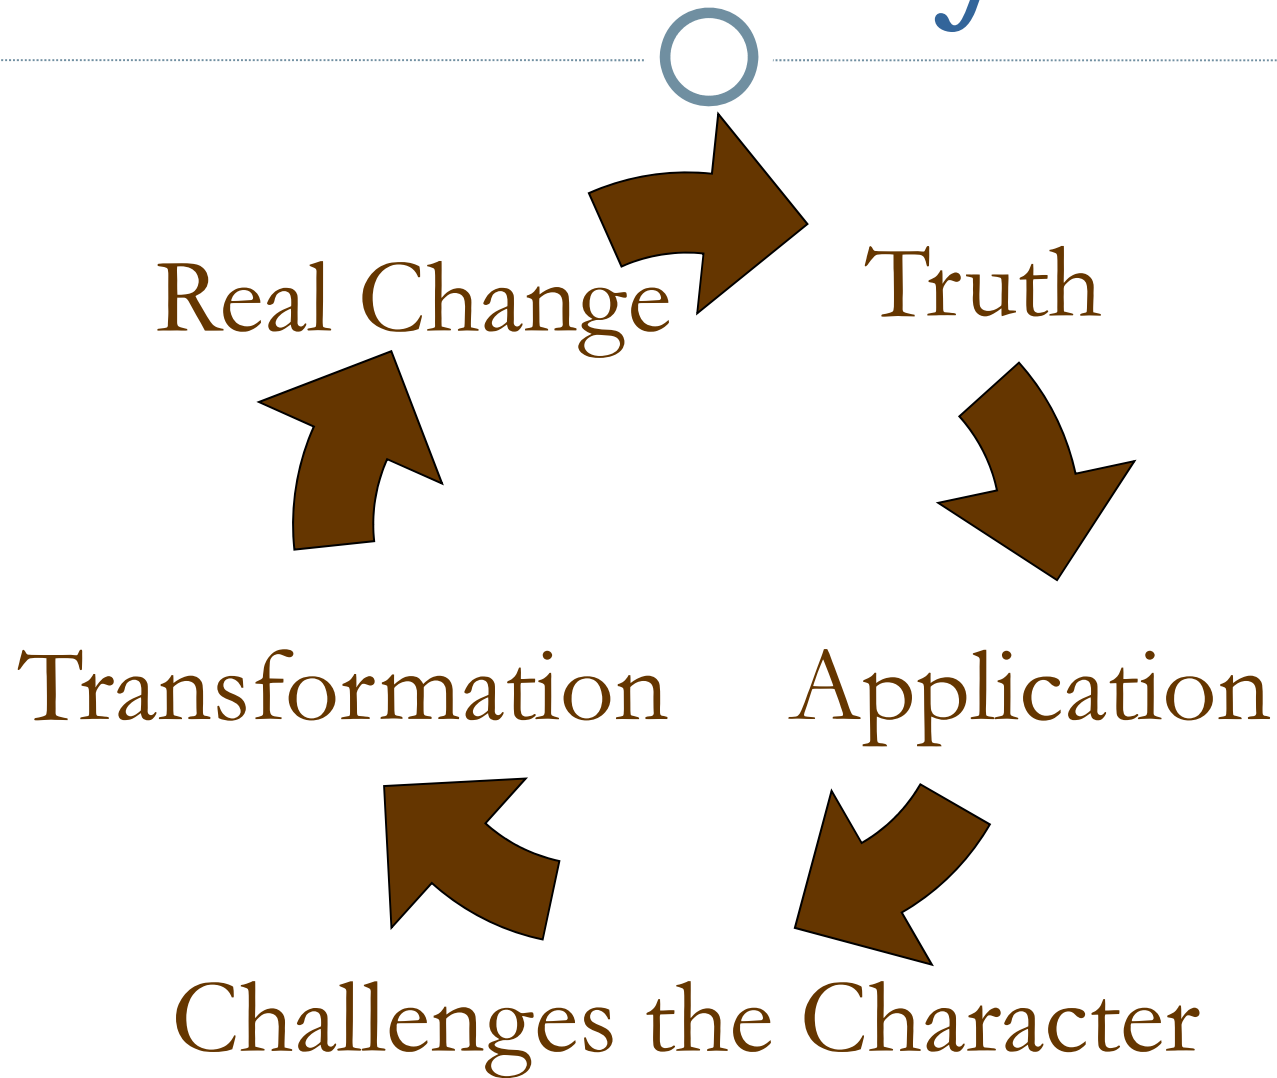 Real Change
Truth
Transformation
Application
Challenges the Character